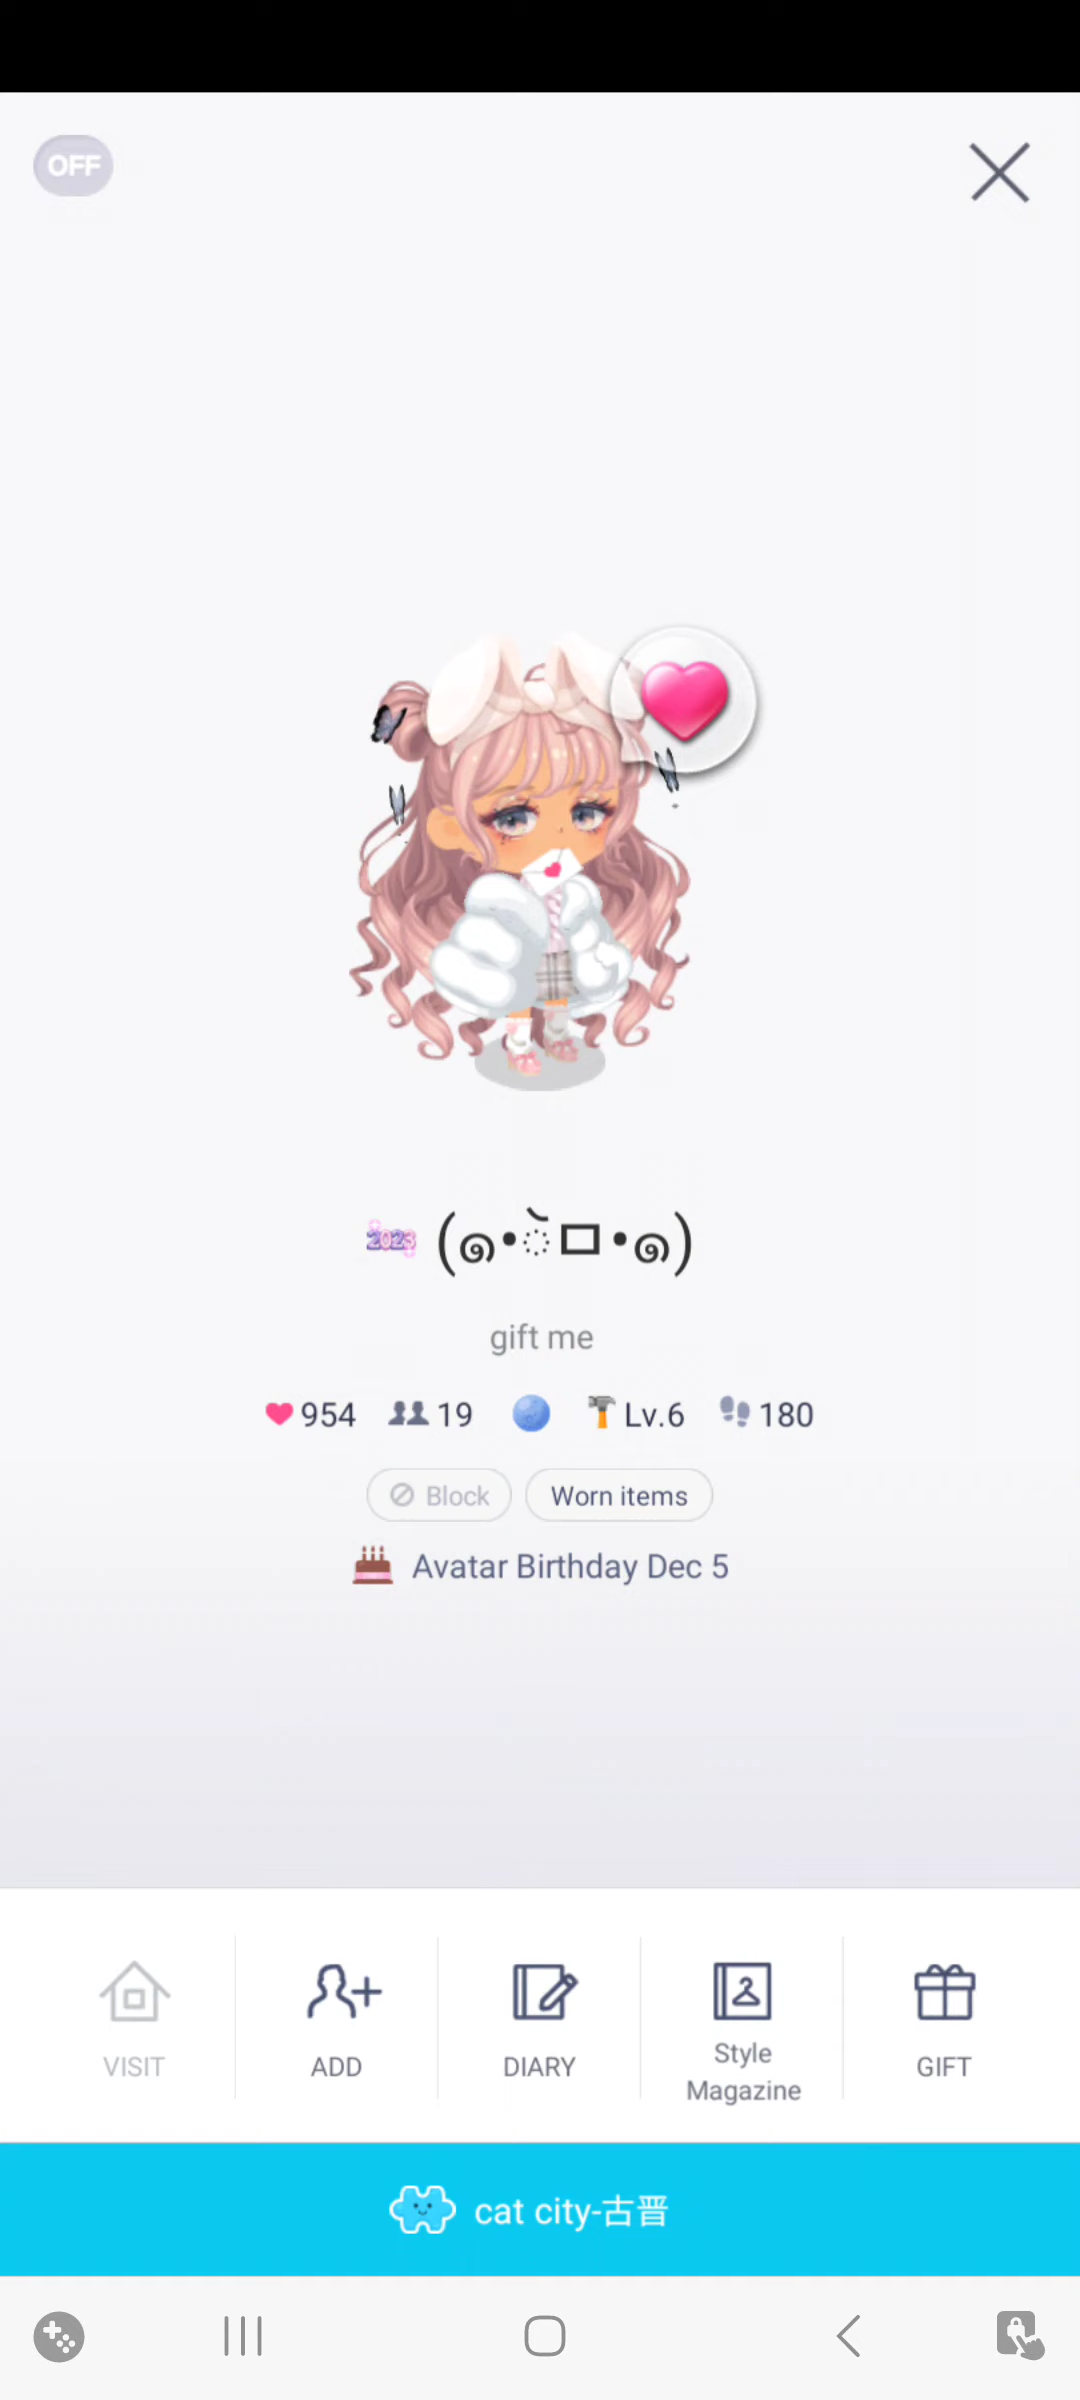 OFF
2023 (๑•ॆㅁ•๑)
gift me
954 19 Lv.6 180
Block Worn items
Avatar Birthday Dec 5
VISIT ADD DIARY Style Magazine GIFT
cat city-古晋